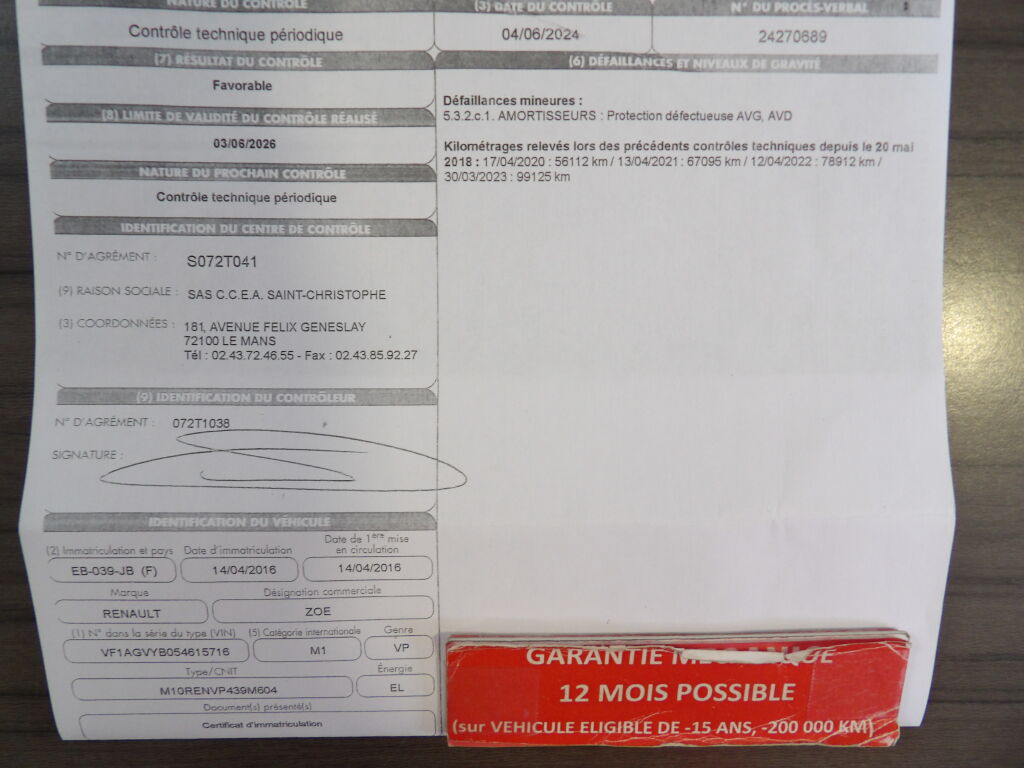 NATURE DU CONTRÔLE
(3) DATE DU CONTRÔLE
N° DU PROCÈS-VERBAL
Contrôle technique périodique
04/06/2024
24270689
(7) RÉSULTAT DU CONTRÔLE
(6) DÉFAILLANCES ET NIVEAUX DE GRAVITÉ
Favorable
Défaillances mineures :
5.3.2.c.1. AMORTISSEURS : Protection défectueuse AVG, AVD
(8) LIMITE DE VALIDITÉ DU CONTRÔLE RÉALISÉ
03/06/2026
Kilométrages relevés lors des précédents contrôles techniques depuis le 20 mai
2018 : 17/04/2020 : 56112 km / 13/04/2021 : 67095 km / 12/04/2022 : 78912 km /
30/03/2023 : 99125 km
NATURE DU PROCHAIN CONTRÔLE
Contrôle technique périodique
IDENTIFICATION DU CENTRE DE CONTRÔLE
N° D'AGRÉMENT : S072T041
(9) RAISON SOCIALE : SAS C.C.E.A. SAINT-CHRISTOPHE
(3) COORDONNÉES : 181, AVENUE FELIX GENESLAY
72100 LE MANS
Tél : 02.43.72.46.55 - Fax : 02.43.85.92.27
(9) IDENTIFICATION DU CONTRÔLEUR
N° D'AGRÉMENT : 072T1038
SIGNATURE :
IDENTIFICATION DU VÉHICULE
(2) Immatriculation et pays
Date d'immatriculation
Date de 1ère mise
en circulation
EB-039-JB (F)
14/04/2016
14/04/2016
Marque
Désignation commerciale
RENAULT
ZOE
(1) N° dans la série du type (VIN)
(5) Catégorie internationale
Genre
VF1AGVYB054615716
M1
VP
Type/CNIT
Énergie
M10RENVP439M604
EL
Document(s) présenté(s)
Certificat d'immatriculation
GARANTIE MECANIQUE
12 MOIS POSSIBLE
(sur VEHICULE ELIGIBLE DE -15 ANS, -200 000 KM)